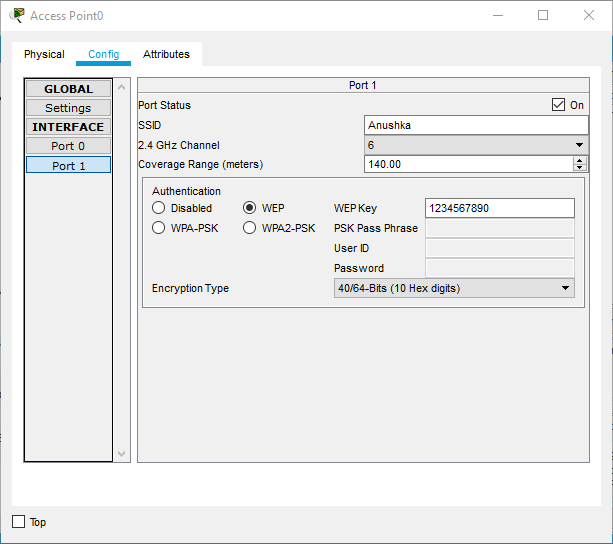 Access Point0
Physical Config Attributes
GLOBAL
Settings
INTERFACE
Port 0
Port 1
Port 1
Port Status On
SSID Anushka
2.4 GHz Channel 6
Coverage Range (meters) 140.00
Authentication
Disabled WEP WEP Key 1234567890
WPA-PSK WPA2-PSK PSK Pass Phrase
User ID
Password
Encryption Type 40/64-Bits (10 Hex digits)
Top